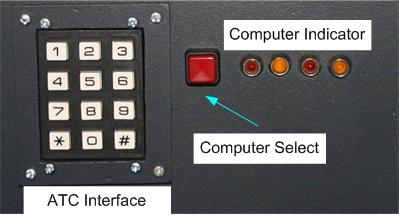 Computer Indicator
1 2 3
4 5 6
7 8 9
* 0 #
Computer Select
ATC Interface